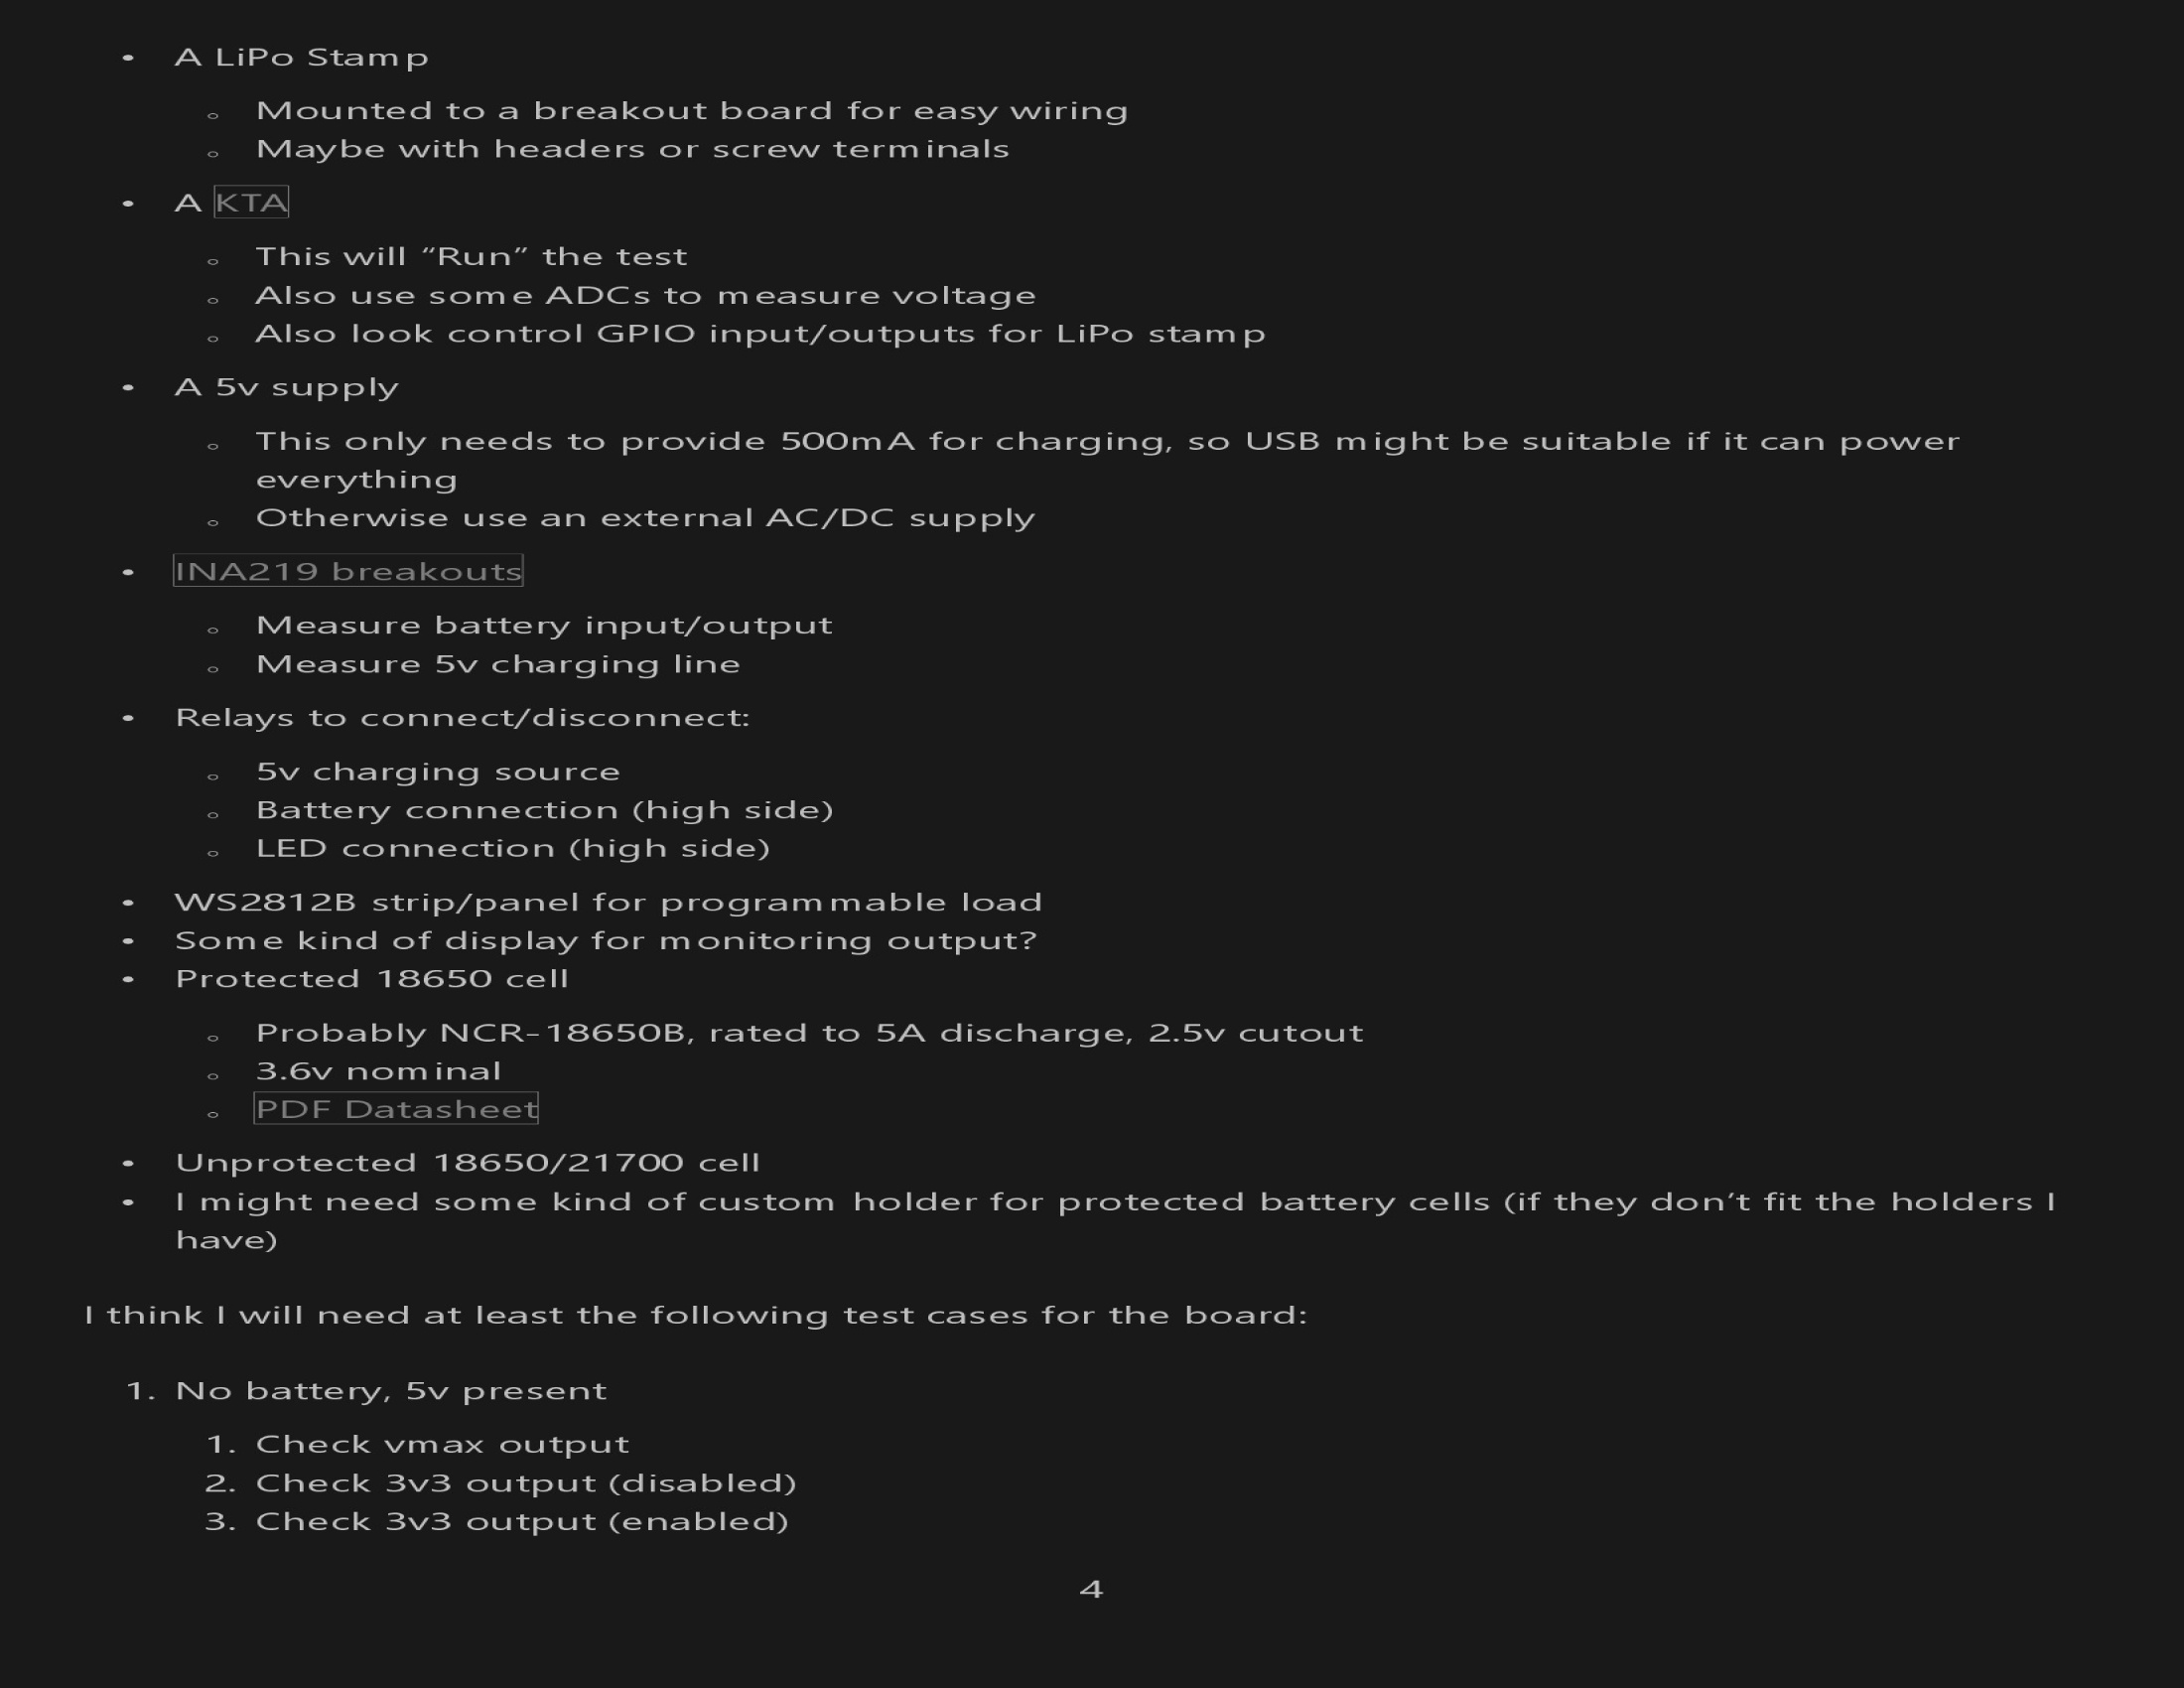 • A LiPo Stamp
◦ Mounted to a breakout board for easy wiring
◦ Maybe with headers or screw terminals
• A KTA
◦ This will “Run” the test
◦ Also use some ADCs to measure voltage
◦ Also look control GPIO input/outputs for LiPo stamp
• A 5v supply
◦ This only needs to provide 500mA for charging, so USB might be suitable if it can power
everything
◦ Otherwise use an external AC/DC supply
• INA219 breakouts
◦ Measure battery input/output
◦ Measure 5v charging line
• Relays to connect/disconnect:
◦ 5v charging source
◦ Battery connection (high side)
◦ LED connection (high side)
• WS2812B strip/panel for programmable load
• Some kind of display for monitoring output?
• Protected 18650 cell
◦ Probably NCR-18650B, rated to 5A discharge, 2.5v cutout
◦ 3.6v nominal
◦ PDF Datasheet
• Unprotected 18650/21700 cell
• I might need some kind of custom holder for protected battery cells (if they don’t fit the holders I
have)
I think I will need at least the following test cases for the board:
1. No battery, 5v present
1. Check vmax output
2. Check 3v3 output (disabled)
3. Check 3v3 output (enabled)
4